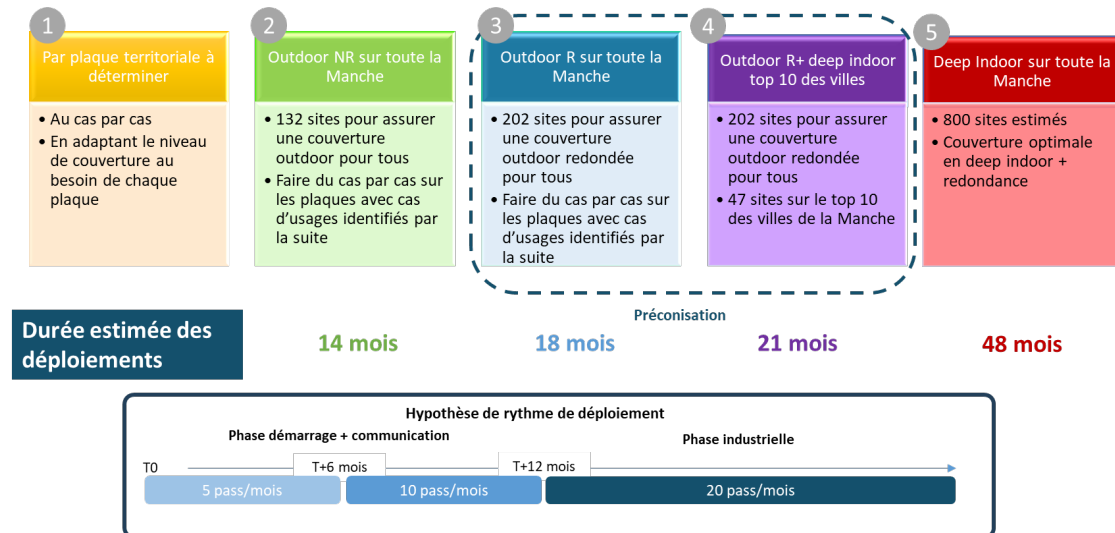 1
Par plaque territoriale à
déterminer
• Au cas par cas
• En adaptant le niveau
de couverture au
besoin de chaque
plaque
2
Outdoor NR sur toute la
Manche
• 132 sites pour assurer
une couverture
outdoor pour tous
• Faire du cas par cas sur
les plaques avec cas
d’usages identifiés par
la suite
3
Outdoor R sur toute la
Manche
• 202 sites pour assurer
une couverture
outdoor redondée
pour tous
• Faire du cas par cas sur
les plaques avec cas
d’usages identifiés par
la suite
4
Outdoor R+ deep indoor
top 10 des villes
• 202 sites pour assurer
une couverture
outdoor redondée
pour tous
• 47 sites sur le top 10
des villes de la Manche
5
Deep Indoor sur toute la
Manche
• 800 sites estimés
• Couverture optimale
en deep indoor +
redondance
Préconisation
Durée estimée des
déploiements
14 mois
18 mois
21 mois
48 mois
Hypothèse de rythme de déploiement
Phase démarrage + communication
Phase industrielle
T0
T+6 mois
T+12 mois
5 pass/mois
10 pass/mois
20 pass/mois